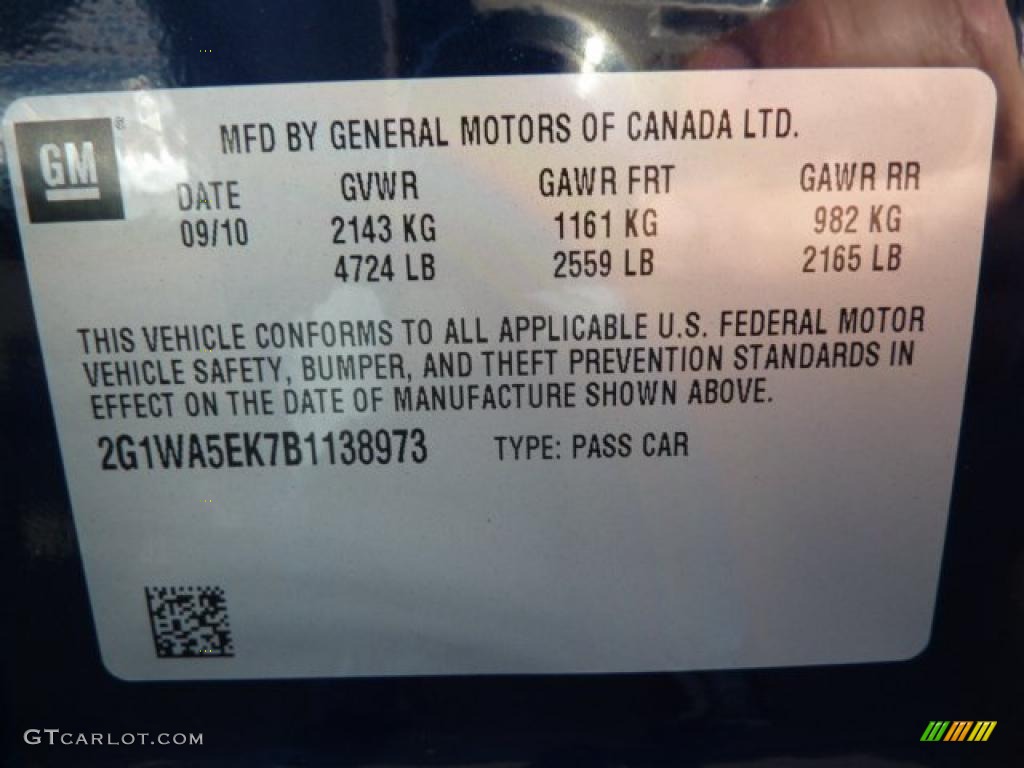 MFD BY GENERAL MOTORS OF CANADA LTD.
GM®
DATE GVWR GAWR FRT GAWR RR
09/10 2143 KG 1161 KG 982 KG
4724 LB 2559 LB 2165 LB
THIS VEHICLE CONFORMS TO ALL APPLICABLE U.S. FEDERAL MOTOR
VEHICLE SAFETY, BUMPER, AND THEFT PREVENTION STANDARDS IN
EFFECT ON THE DATE OF MANUFACTURE SHOWN ABOVE.
2G1WA5EK7B1138973 TYPE: PASS CAR
GTCARLOT.COM